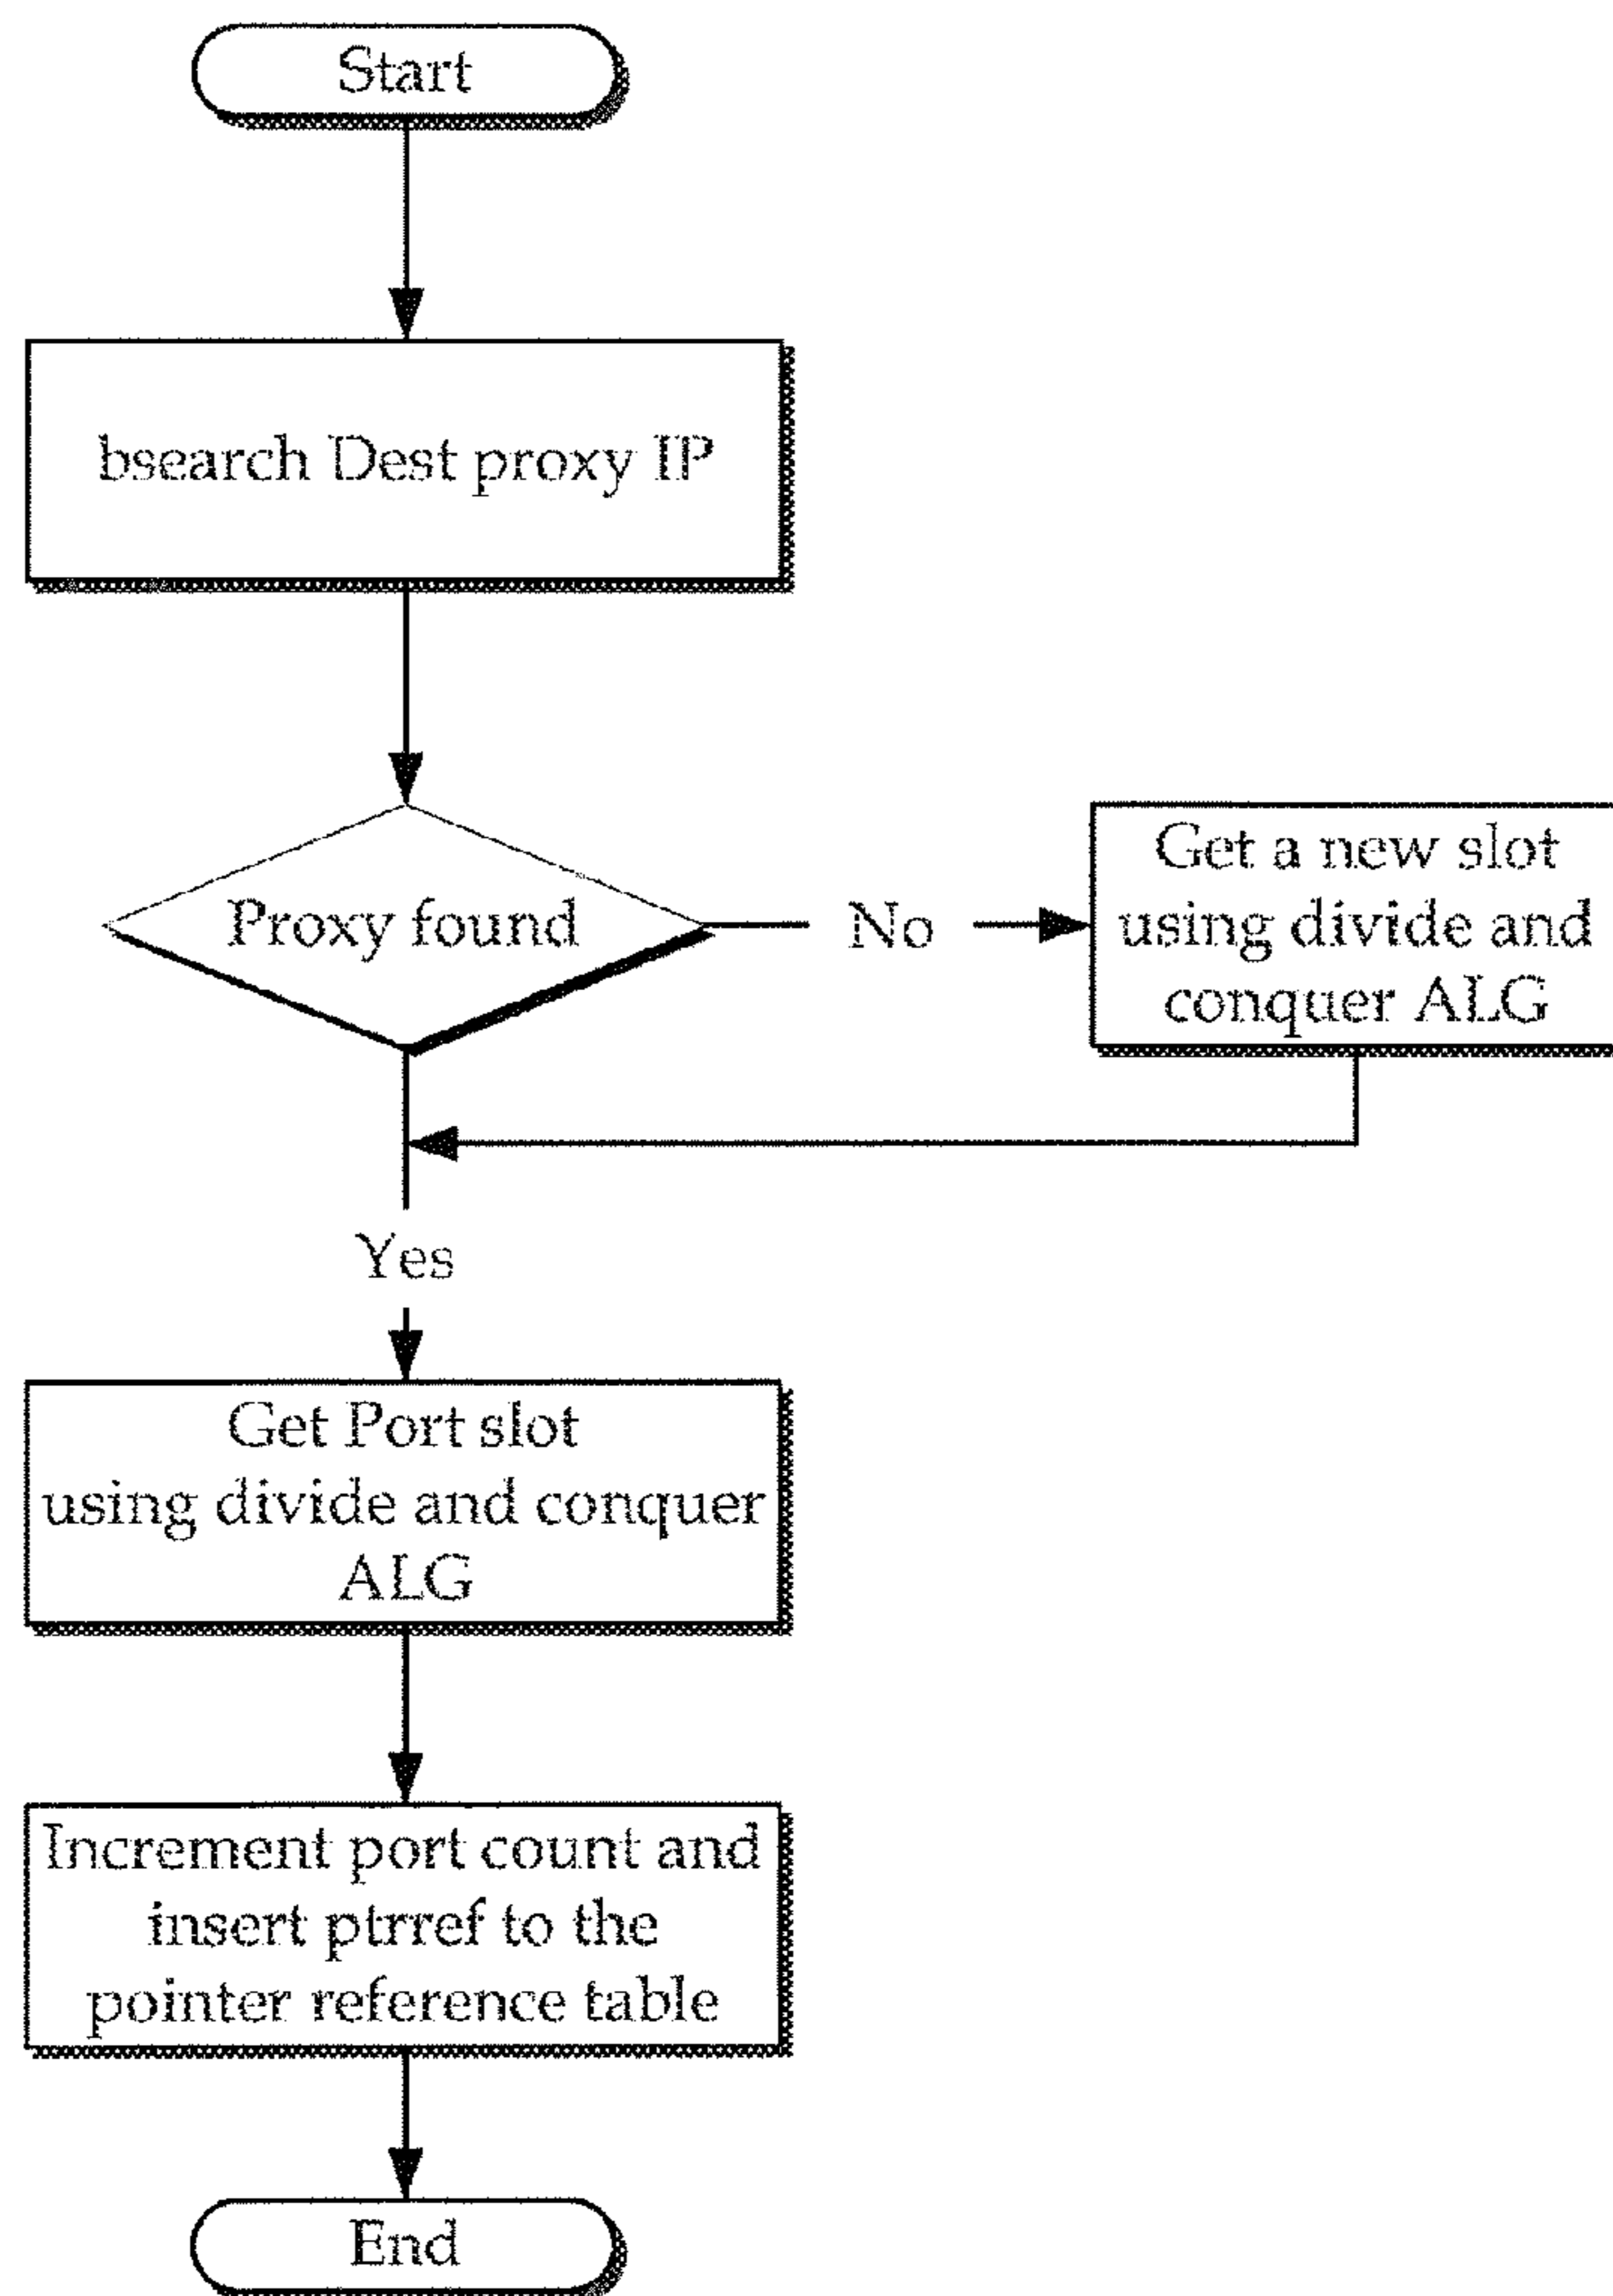 Start
bsearch Dest proxy IP
Proxy found
No
Get a new slot
using divide and
conquer ALG
Yes
Get Port slot
using divide and conquer
ALG
Increment port count and
insert ptrref to the
pointer reference table
End